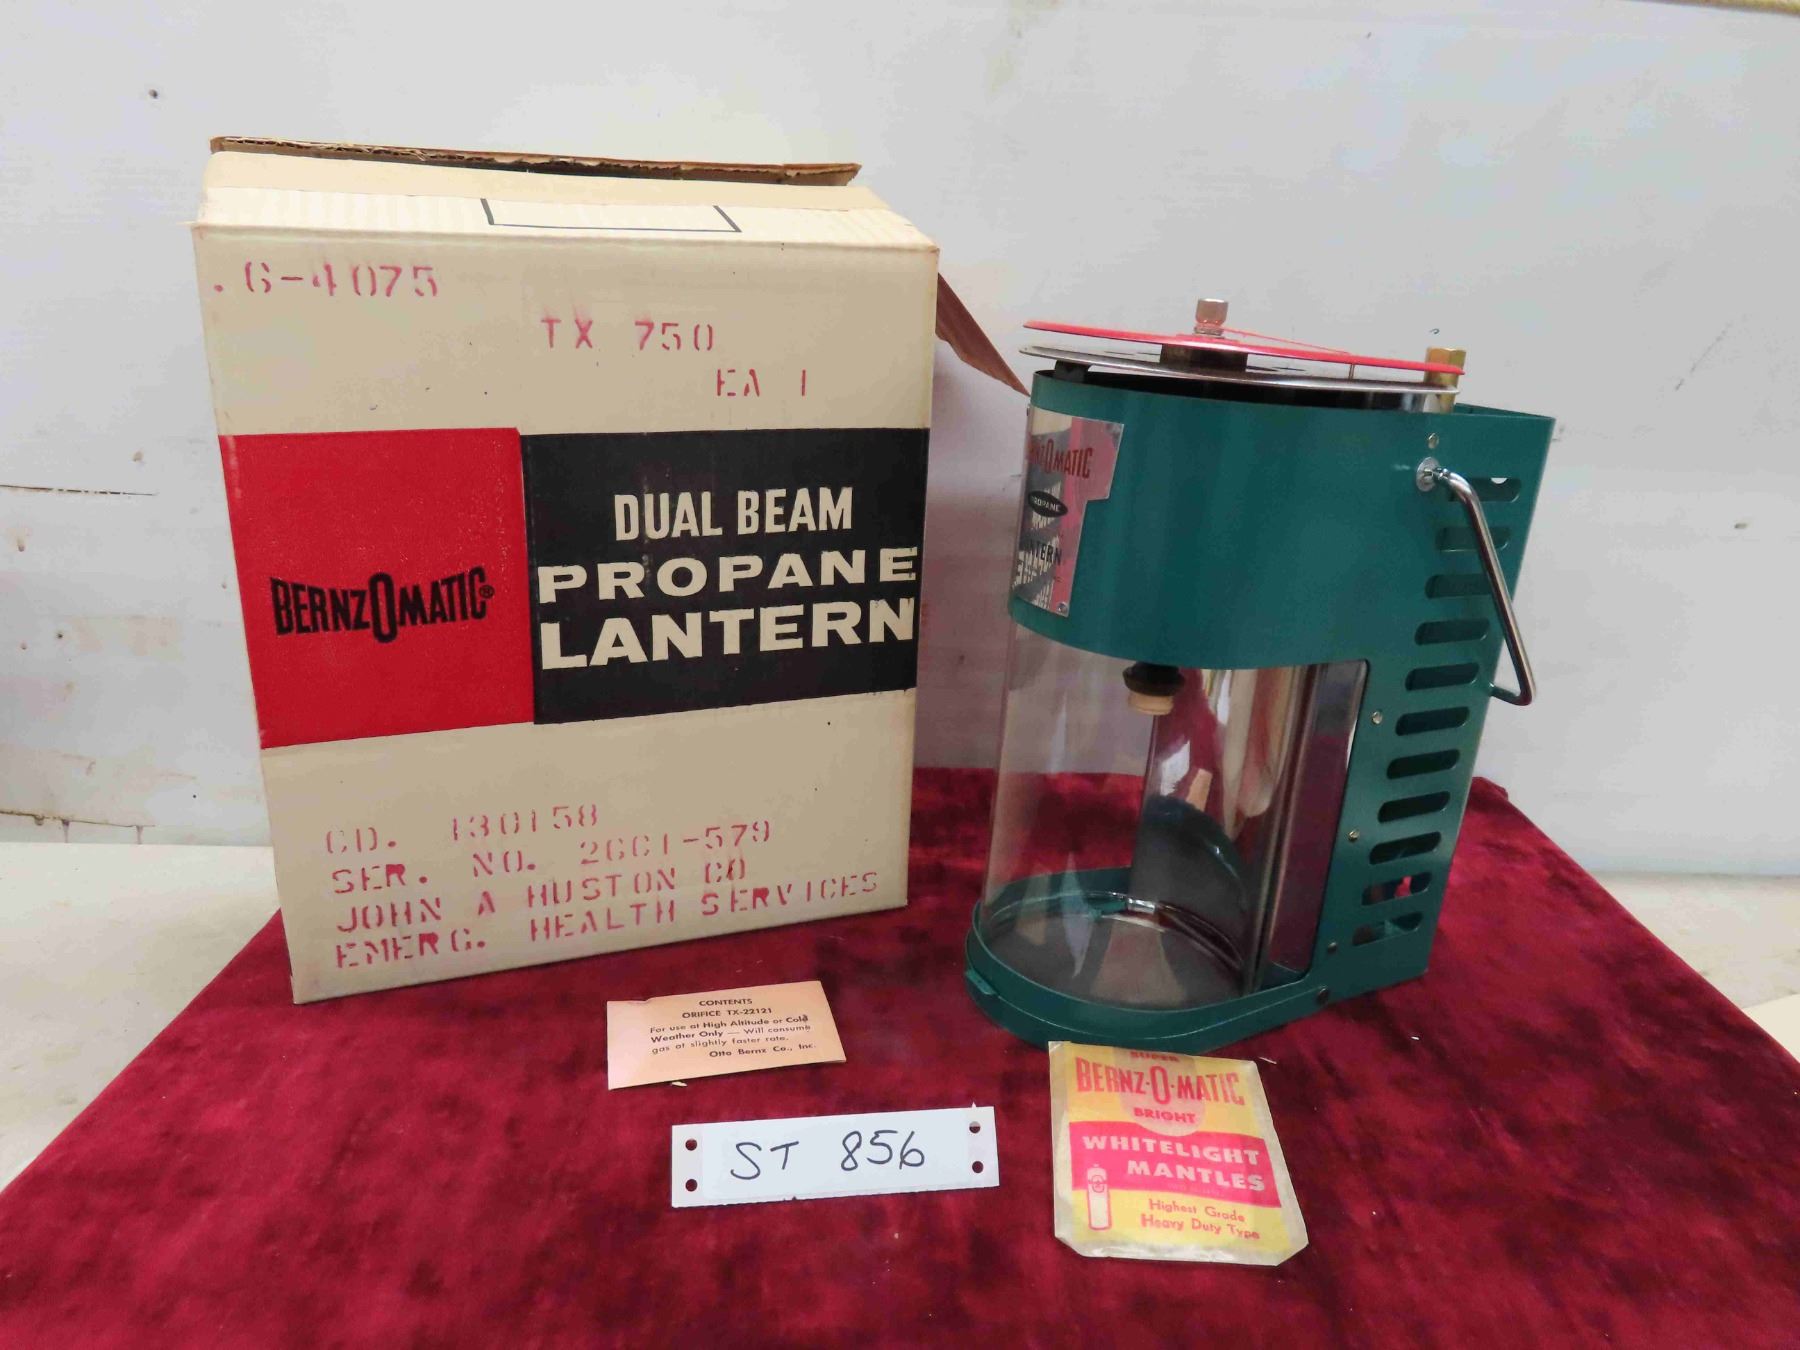 .G-4075
TX 750
EA 1
BERNZOMATIC®
DUAL BEAM
PROPANE
LANTERN
CD. 130158
SER. NO. 2GC1-579
JOHN A HUSTON CO
EMERG. HEALTH SERVICES
BERNZOMATIC
PROPANE
LANTERN
CONTENTS
ORIFICE TX-22121
For use at High Altitude or Cold
Weather Only — Will consume
gas at slightly faster rate.
Otto Bernz Co., Inc.
ST 856
SUPER
BERNZ-O-MATIC
BRIGHT
WHITELIGHT
MANTLES
Highest Grade
Heavy Duty Type